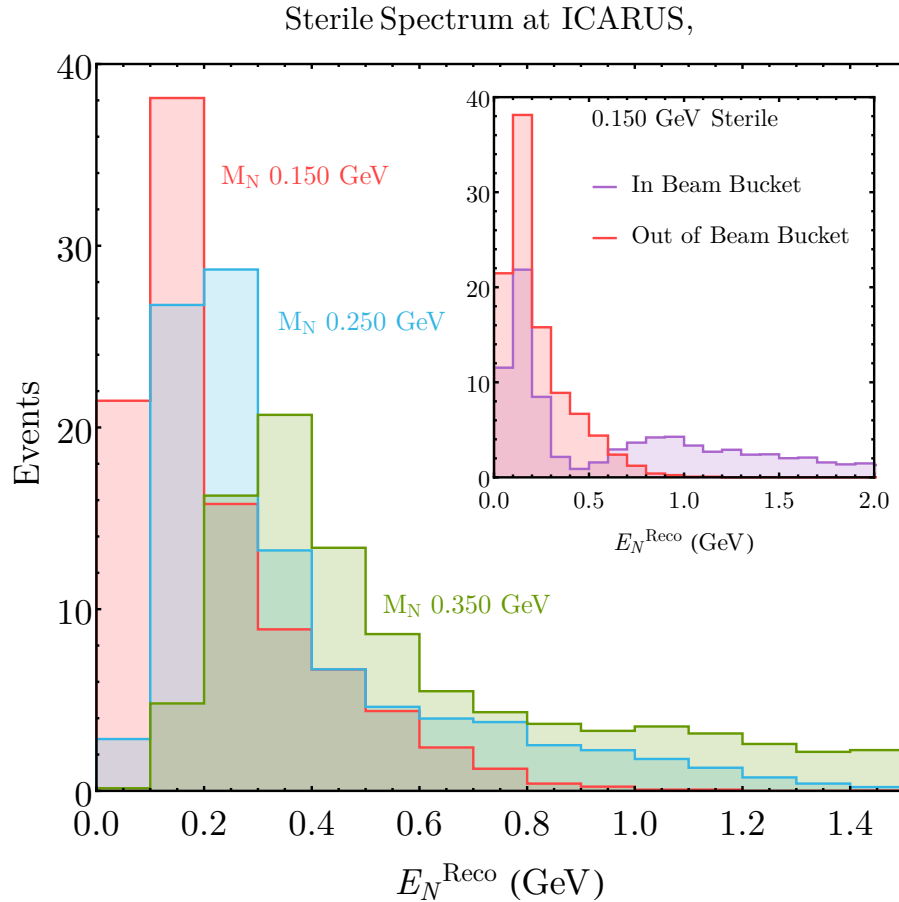 Sterile Spectrum at ICARUS,
40
30
20
10
0
Events
M_N 0.150 GeV
M_N 0.250 GeV
M_N 0.350 GeV
0.0 0.2 0.4 0.6 0.8 1.0 1.2 1.4
E_N^Reco (GeV)
40
30
20
10
0
0.150 GeV Sterile
In Beam Bucket
Out of Beam Bucket
0.0 0.5 1.0 1.5 2.0
E_N^Reco (GeV)